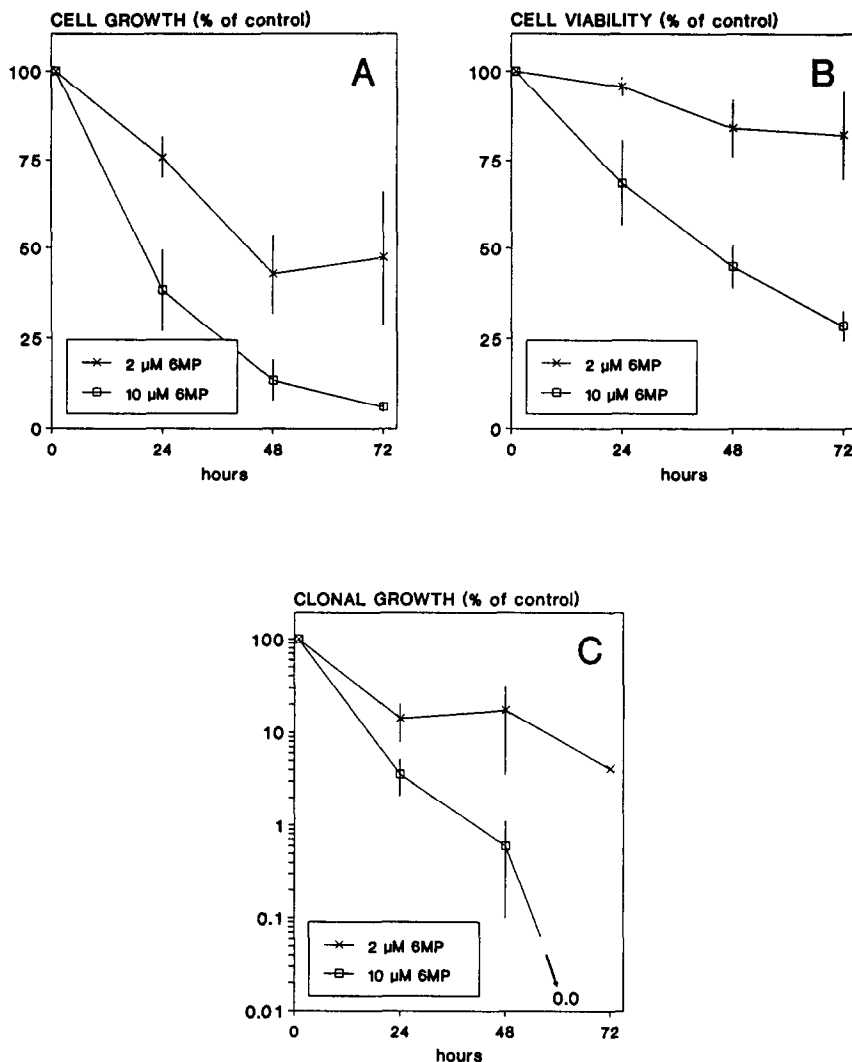 CELL GROWTH (% of control)
A
100
75
50
25
0
2 µM 6MP
10 µM 6MP
0 24 48 72
hours
CELL VIABILITY (% of control)
B
100
75
50
25
0
2 µM 6MP
10 µM 6MP
0 24 48 72
hours
CLONAL GROWTH (% of control)
C
100
10
1
0.1
0.01
2 µM 6MP
10 µM 6MP
0.0
0 24 48 72
hours